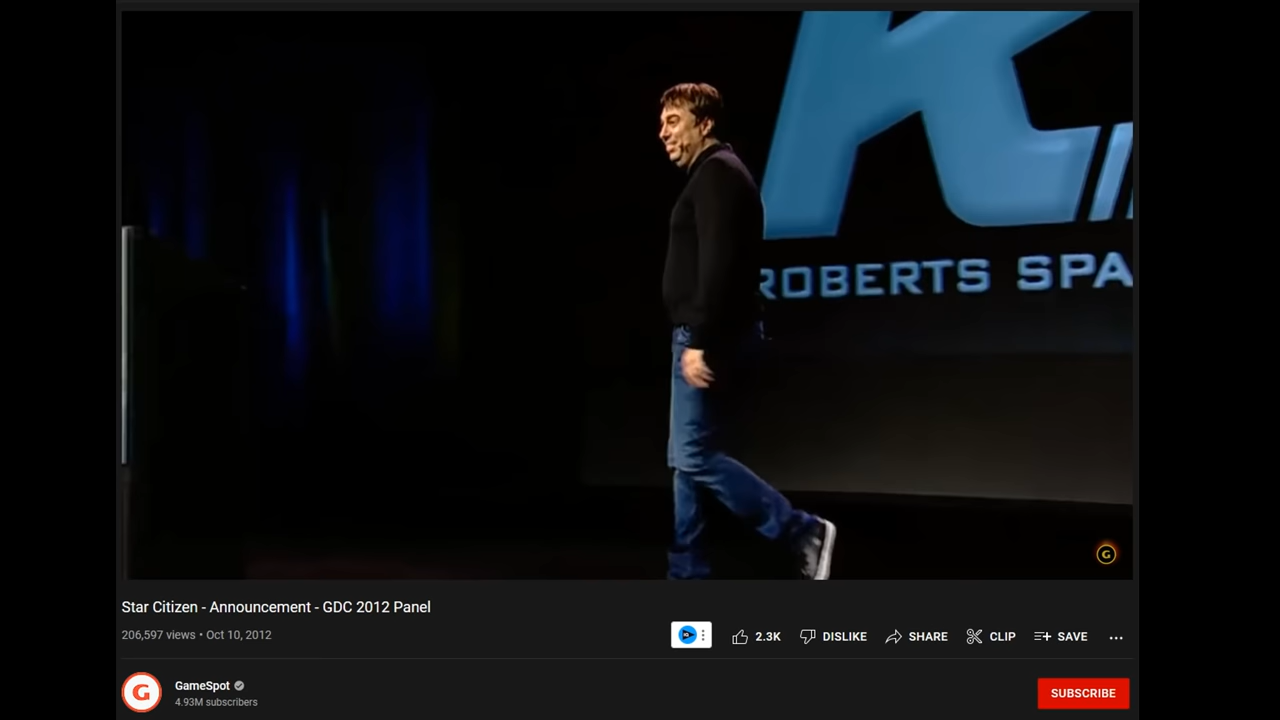 ROBERTS SPA
G
Star Citizen - Announcement - GDC 2012 Panel
206,597 views • Oct 10, 2012
2.3K
DISLIKE
SHARE
CLIP
SAVE
G
GameSpot
4.93M subscribers
SUBSCRIBE